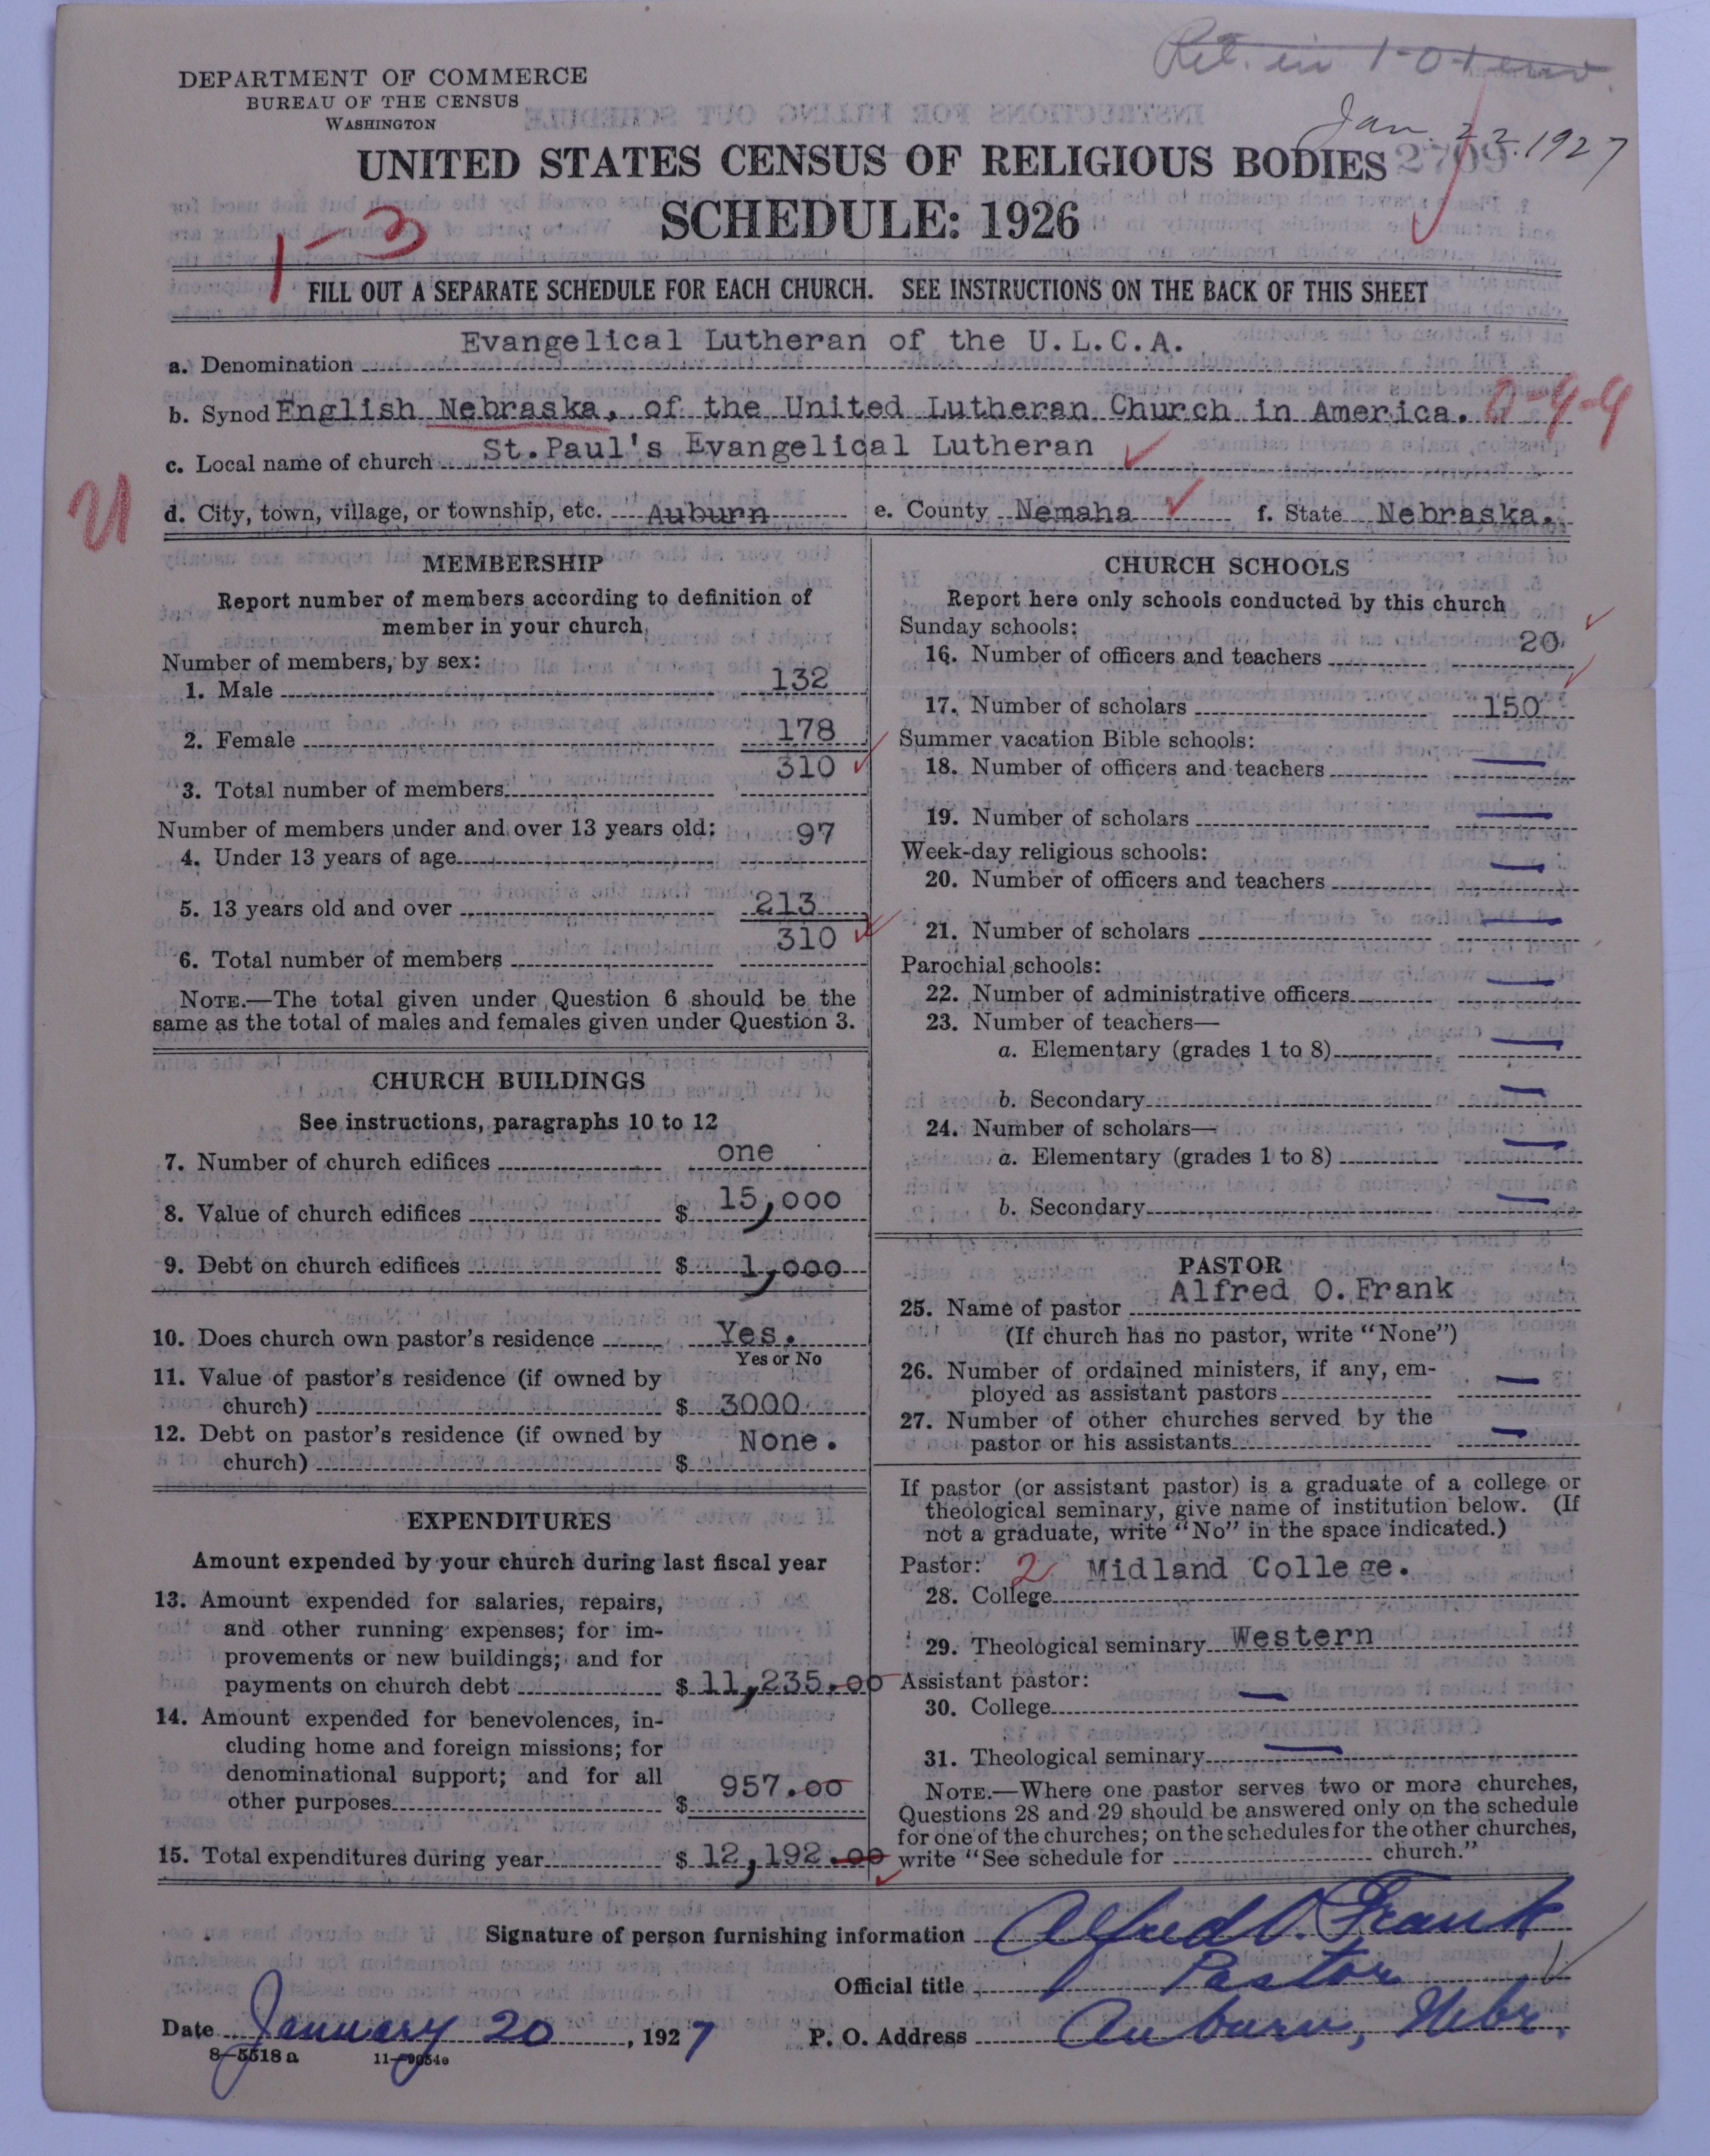 Ret. in 1-0
DEPARTMENT OF COMMERCE
BUREAU OF THE CENSUS
WASHINGTON
Jan. 22. 1927
UNITED STATES CENSUS OF RELIGIOUS BODIES 2709
SCHEDULE: 1926
1-3
FILL OUT A SEPARATE SCHEDULE FOR EACH CHURCH. SEE INSTRUCTIONS ON THE BACK OF THIS SHEET
a. Denomination Evangelical Lutheran of the U.L.C.A.
b. Synod English Nebraska, of the United Lutheran Church in America. 0-4-4
c. Local name of church St.Paul's Evangelical Lutheran
d. City, town, village, or township, etc. Auburn e. County Nemaha f. State Nebraska.
MEMBERSHIP
Report number of members according to definition of
member in your church
Number of members, by sex:
1. Male 132
2. Female 178
3. Total number of members 310
Number of members under and over 13 years old:
4. Under 13 years of age 97
5. 13 years old and over 213
6. Total number of members 310
NOTE.—The total given under Question 6 should be the
same as the total of males and females given under Question 3.
CHURCH BUILDINGS
See instructions, paragraphs 10 to 12
7. Number of church edifices one
8. Value of church edifices $ 15,000
9. Debt on church edifices $ 1,000
10. Does church own pastor's residence Yes.
Yes or No
11. Value of pastor's residence (if owned by
church) $ 3000
12. Debt on pastor's residence (if owned by
church) $ None.
EXPENDITURES
Amount expended by your church during last fiscal year
13. Amount expended for salaries, repairs,
and other running expenses; for im-
provements or new buildings; and for
payments on church debt $ 11,235.00
14. Amount expended for benevolences, in-
cluding home and foreign missions; for
denominational support; and for all
other purposes $ 957.00
15. Total expenditures during year $ 12,192.00
CHURCH SCHOOLS
Report here only schools conducted by this church
Sunday schools:
16. Number of officers and teachers 20
17. Number of scholars 150
Summer vacation Bible schools:
18. Number of officers and teachers —
19. Number of scholars —
Week-day religious schools:
20. Number of officers and teachers —
21. Number of scholars —
Parochial schools:
22. Number of administrative officers —
23. Number of teachers—
a. Elementary (grades 1 to 8) —
b. Secondary —
24. Number of scholars—
a. Elementary (grades 1 to 8) —
b. Secondary —
PASTOR
25. Name of pastor Alfred O. Frank
(If church has no pastor, write "None")
26. Number of ordained ministers, if any, em-
ployed as assistant pastors —
27. Number of other churches served by the
pastor or his assistants —
If pastor (or assistant pastor) is a graduate of a college or
theological seminary, give name of institution below. (If
not a graduate, write "No" in the space indicated.)
Pastor: 2
28. College Midland College.
29. Theological seminary Western
Assistant pastor:
30. College —
31. Theological seminary —
NOTE.—Where one pastor serves two or more churches,
Questions 28 and 29 should be answered only on the schedule
for one of the churches; on the schedules for the other churches,
write "See schedule for church."
Signature of person furnishing information Alfred O. Frank
Official title Pastor
Date January 20, 1927 P. O. Address Auburn, Nebr.
8—5518 a 11—9054a